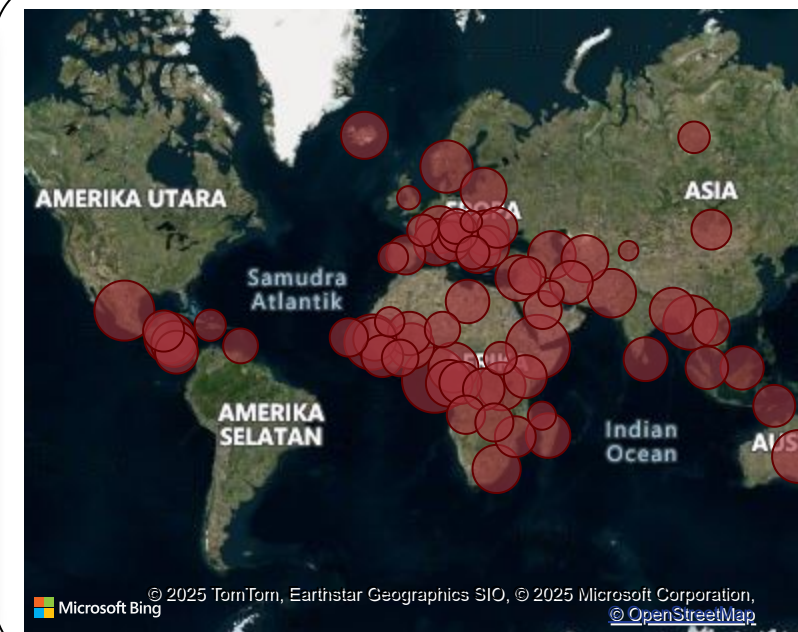 AMERIKA UTARA
ASIA
Samudra
Atlantik
AMERIKA
SELATAN
Indian
Ocean
AUS
Microsoft Bing
© 2025 TomTom, Earthstar Geographics SIO, © 2025 Microsoft Corporation,
© OpenStreetMap